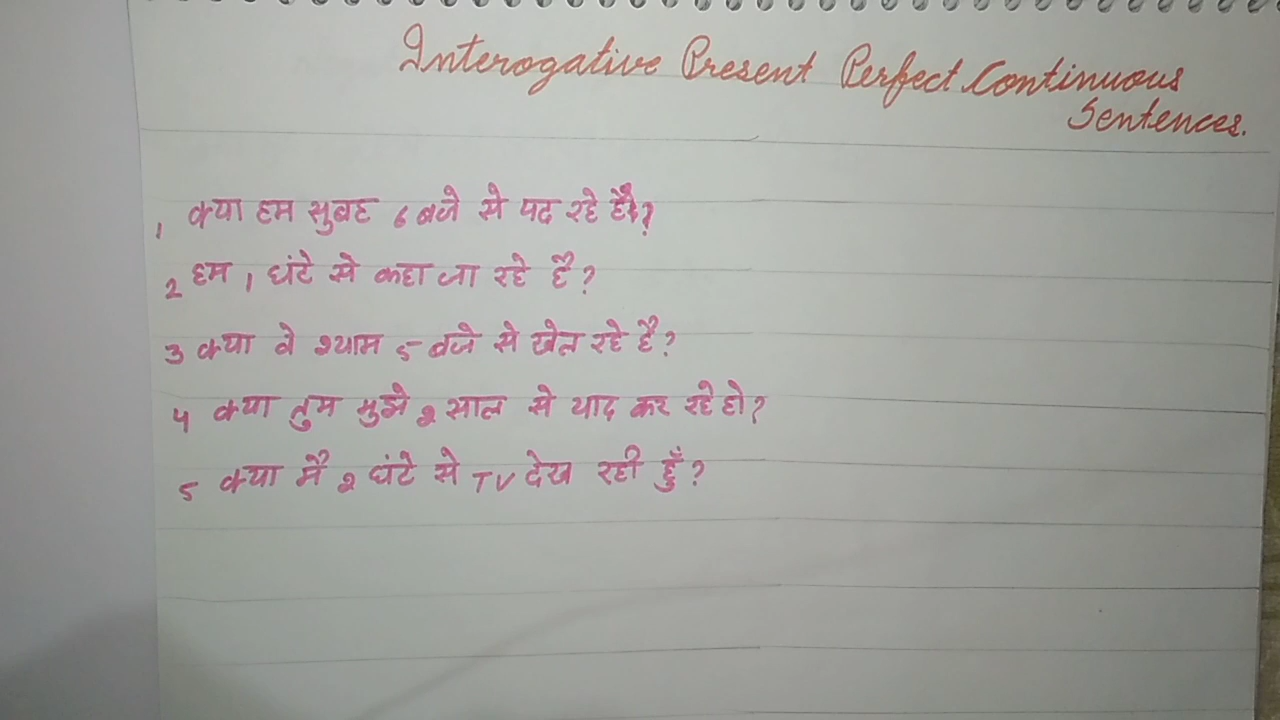 Interogative Present Perfect Continuous
Sentences.
1 क्या हम सुबह 6 बजे से पढ रहे हैं?
2 हम 1 घंटे से कहा जा रहे है?
3 क्या वे श्याम 5 बजे से खेल रहे है?
4 क्या तुम मुझे 2 साल से याद कर रहे हो?
5 क्या मैं 2 घंटे से TV देख रही हुँ?